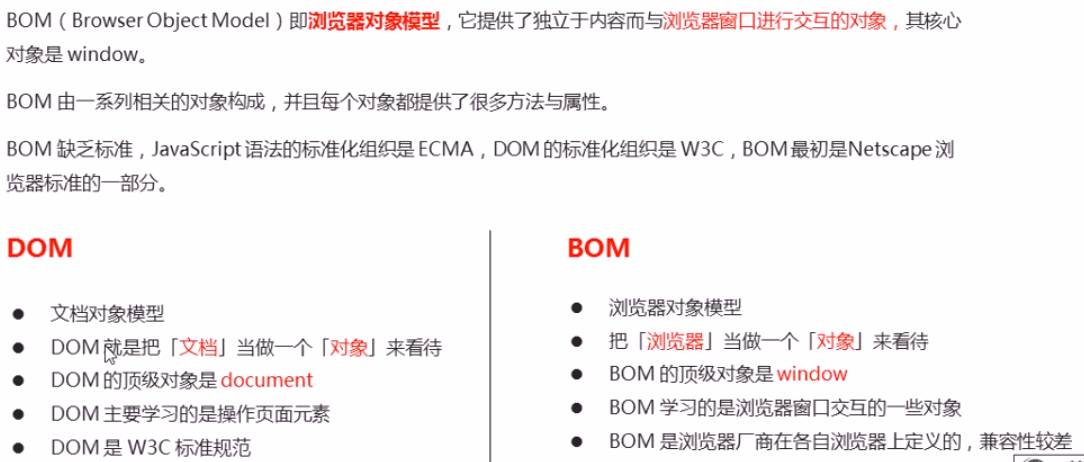 BOM（Browser Object Model）即浏览器对象模型，它提供了独立于内容而与浏览器窗口进行交互的对象，其核心
对象是 window。
BOM 由一系列相关的对象构成，并且每个对象都提供了很多方法与属性。
BOM 缺乏标准，JavaScript 语法的标准化组织是 ECMA，DOM 的标准化组织是 W3C，BOM 最初是Netscape 浏
览器标准的一部分。
DOM
● 文档对象模型
● DOM 就是把「文档」当做一个「对象」来看待
● DOM 的顶级对象是 document
● DOM 主要学习的是操作页面元素
● DOM 是 W3C 标准规范
BOM
● 浏览器对象模型
● 把「浏览器」当做一个「对象」来看待
● BOM 的顶级对象是 window
● BOM 学习的是浏览器窗口交互的一些对象
● BOM 是浏览器厂商在各自浏览器上定义的，兼容性较差